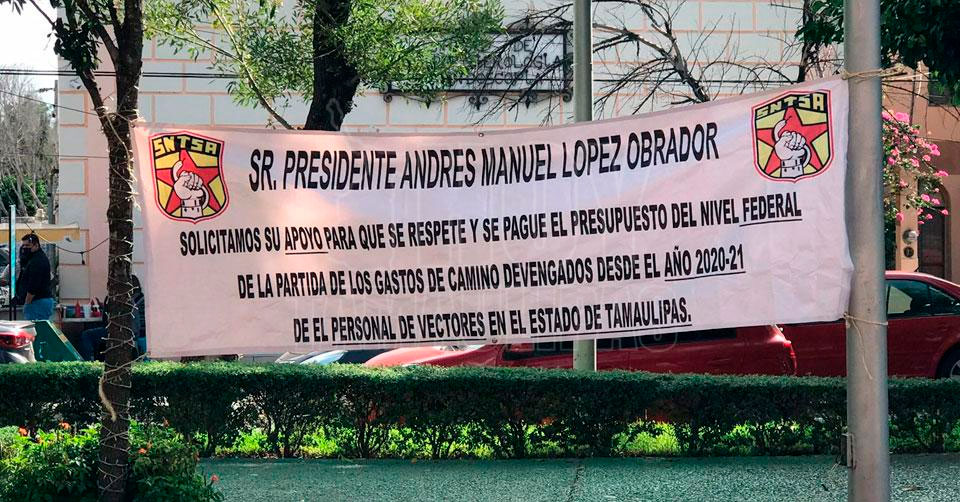 SNTSA
SNTSA
SR. PRESIDENTE ANDRES MANUEL LOPEZ OBRADOR
SOLICITAMOS SU APOYO PARA QUE SE RESPETE Y SE PAGUE EL PRESUPUESTO DEL NIVEL FEDERAL
DE LA PARTIDA DE LOS GASTOS DE CAMINO DEVENGADOS DESDE EL AÑO 2020-21
DE EL PERSONAL DE VECTORES EN EL ESTADO DE TAMAULIPAS.